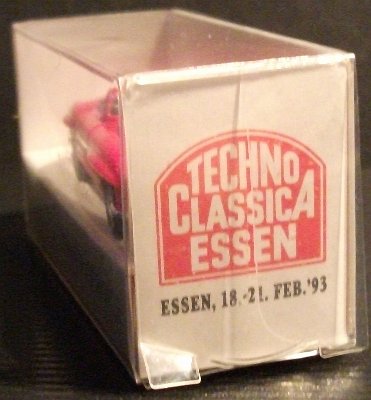 TECHNO
CLASSICA
ESSEN
ESSEN, 18.-21. FEB.'93